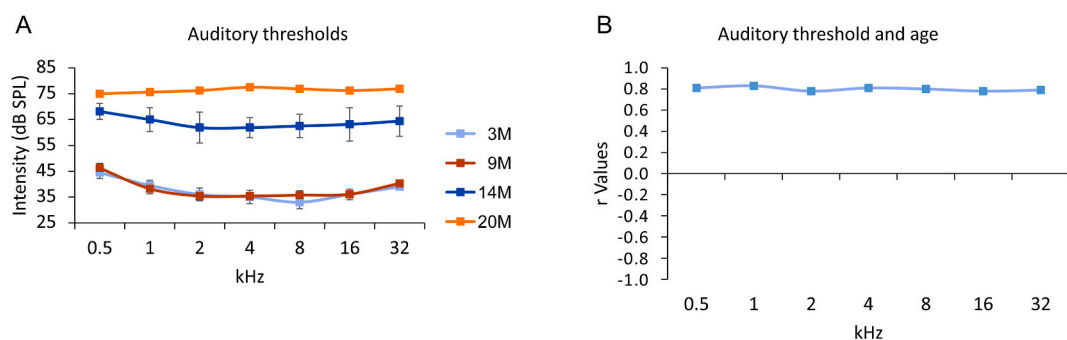 A
Auditory thresholds
Intensity (dB SPL)
85
75
65
55
45
35
25
0.5 1 2 4 8 16 32
kHz
3M
9M
14M
20M
B
Auditory threshold and age
r Values
1.0
0.8
0.6
0.4
0.2
0.0
-0.2
-0.4
-0.6
-0.8
-1.0
0.5 1 2 4 8 16 32
kHz